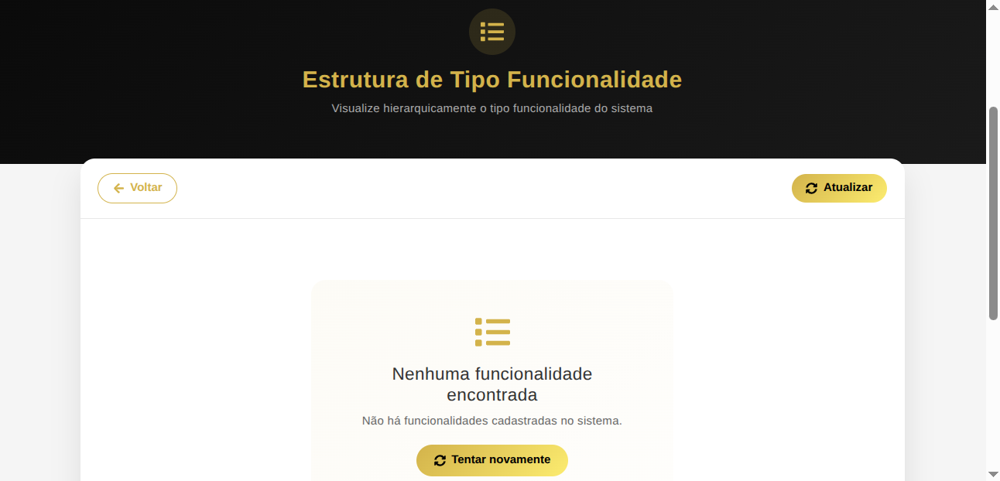 Estrutura de Tipo Funcionalidade
Visualize hierarquicamente o tipo funcionalidade do sistema
Voltar
Atualizar
Nenhuma funcionalidade
encontrada
Não há funcionalidades cadastradas no sistema.
Tentar novamente